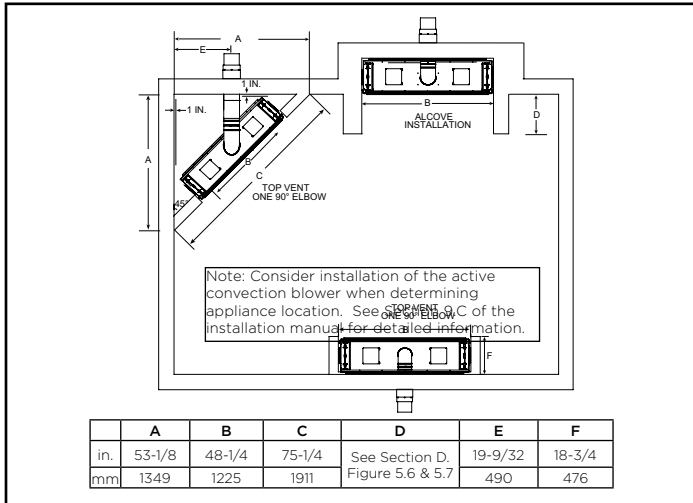 A
E
1 IN.
1 IN.
A
B
C
TOP VENT
ONE 90° ELBOW
45°
B
ALCOVE
INSTALLATION
D
Note: Consider installation of the active
convection blower when determining
appliance location. See Section 9.C of the
installation manual for detailed information.
TOP VENT
ONE 90° ELBOW
B
F
A B C D E F
in. 53-1/8 48-1/4 75-1/4 See Section D. 19-9/32 18-3/4
mm 1349 1225 1911 Figure 5.6 & 5.7 490 476